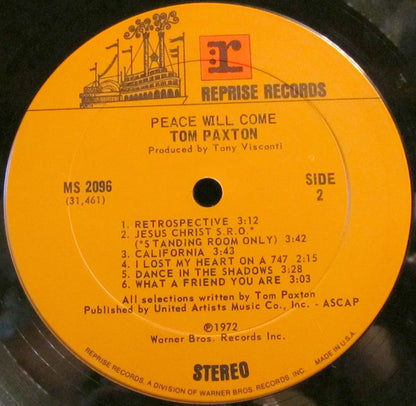 r
REPRISE RECORDS
PEACE WILL COME
TOM PAXTON
Produced by Tony Visconti
MS 2096
(31,461)
SIDE
2
1. RETROSPECTIVE 3:12
2. JESUS CHRIST S.R.O.*
(*STANDING ROOM ONLY) 3:42
3. CALIFORNIA 3:43
4. I LOST MY HEART ON A 747 2:15
5. DANCE IN THE SHADOWS 3:28
6. WHAT A FRIEND YOU ARE 3:03
All selections written by Tom Paxton
Published by United Artists Music Co., Inc. - ASCAP
℗1972
Warner Bros. Records Inc.
STEREO
REPRISE RECORDS, A DIVISION OF WARNER BROS. RECORDS INC. MADE IN U.S.A.